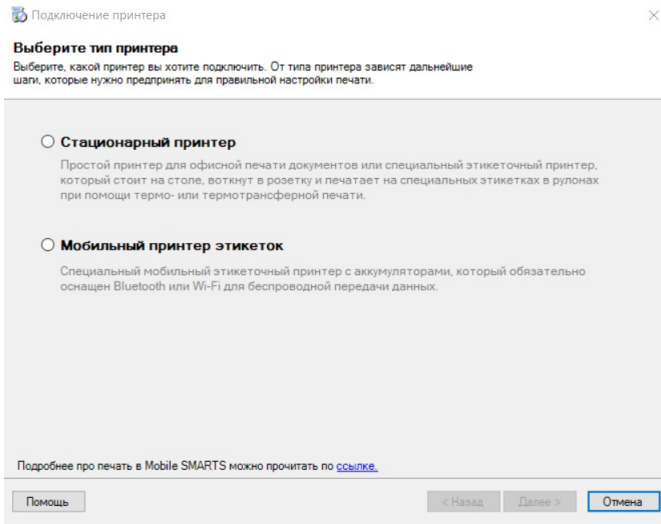 Подключение принтера
Выберите тип принтера
Выберите, какой принтер вы хотите подключить. От типа принтера зависят дальнейшие
шаги, которые нужно предпринять для правильной настройки печати.
Стационарный принтер
Простой принтер для офисной печати документов или специальный этикеточный принтер,
который стоит на столе, воткнут в розетку и печатает на специальных этикетках в рулонах
при помощи термо- или термотрансферной печати.
Мобильный принтер этикеток
Специальный мобильный этикеточный принтер с аккумуляторами, который обязательно
оснащен Bluetooth или Wi-Fi для беспроводной передачи данных.
Подробнее про печать в Mobile SMARTS можно прочитать по ссылке.
Помощь < Назад Далее > Отмена